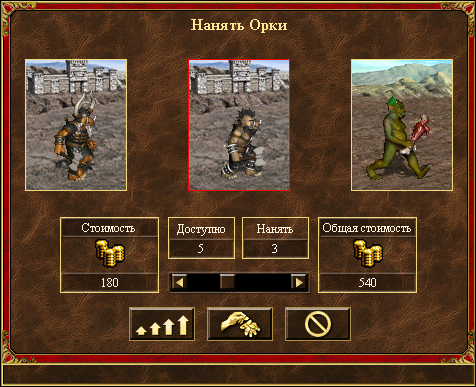 Нанять Орки
Стоимость
Доступно
Нанять
Общая стоимость
5
3
180
540